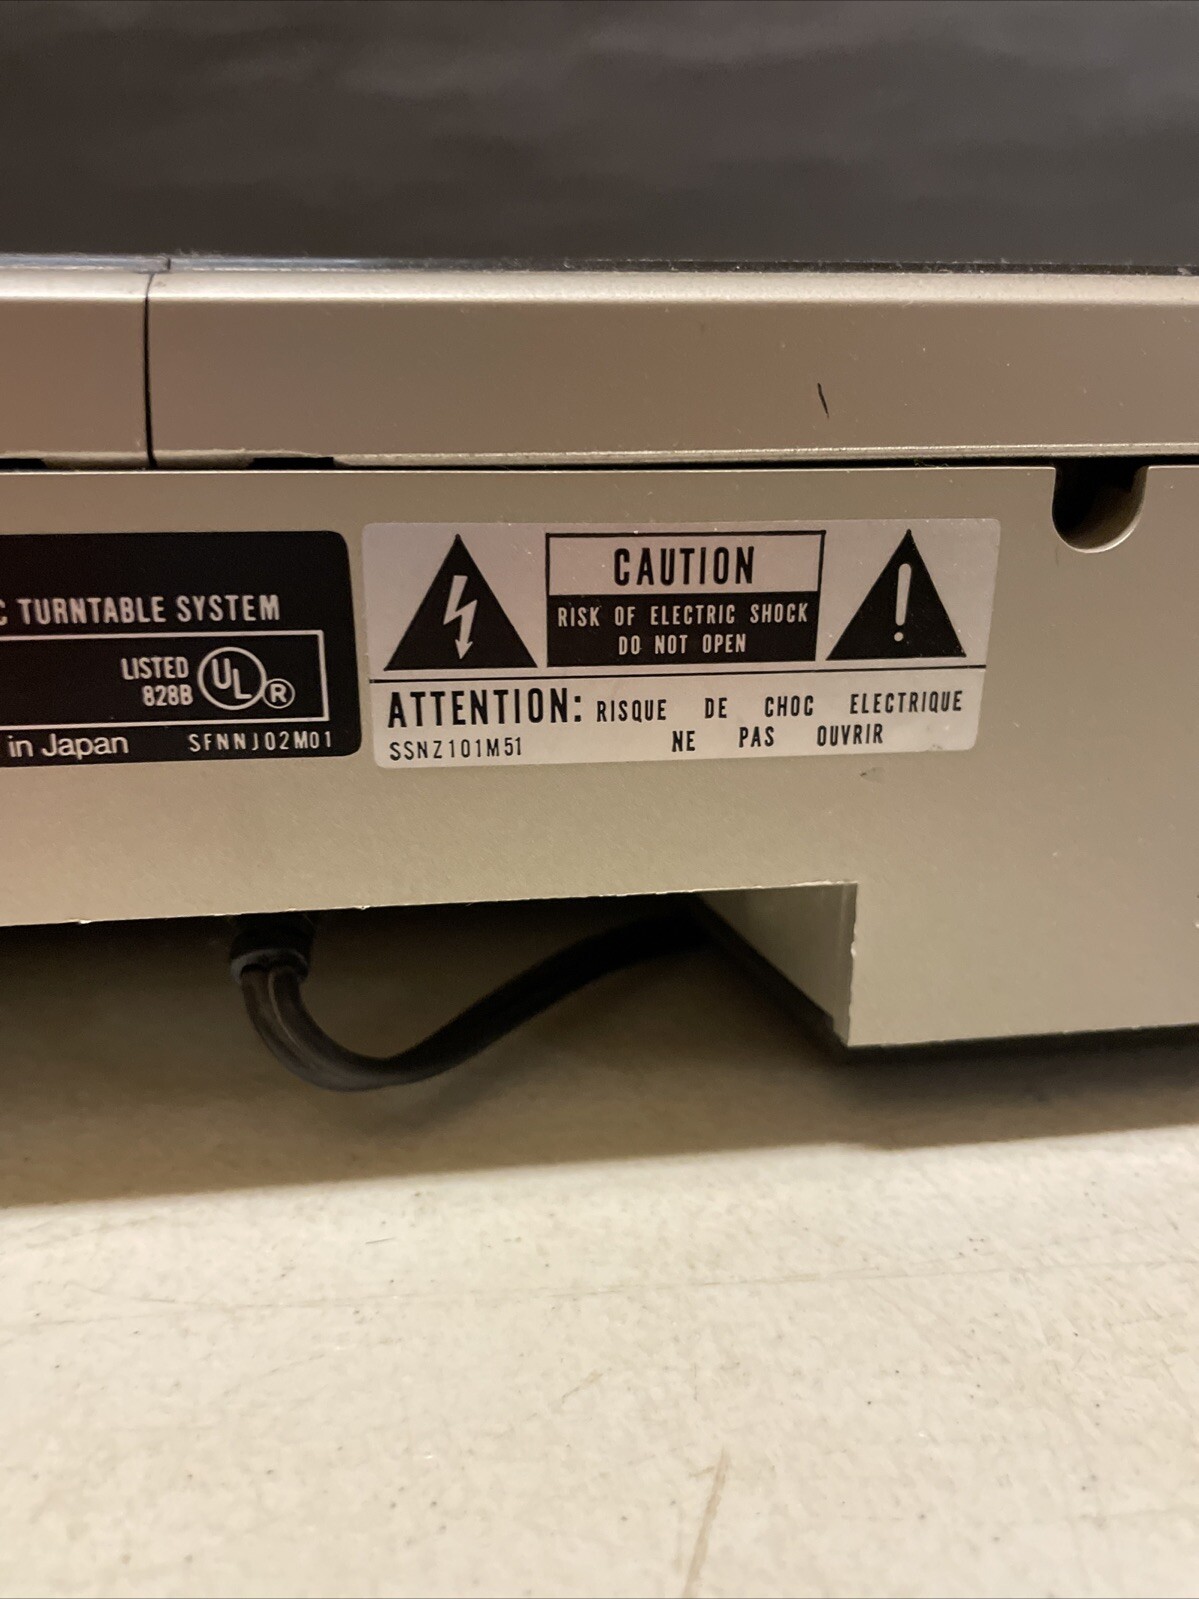 C TURNTABLE SYSTEM
LISTED
828B
UL
R
in Japan
SFNNJ02M01
CAUTION
RISK OF ELECTRIC SHOCK
DO NOT OPEN
ATTENTION: RISQUE DE CHOC ELECTRIQUE
SSNZ101M51
NE PAS OUVRIR